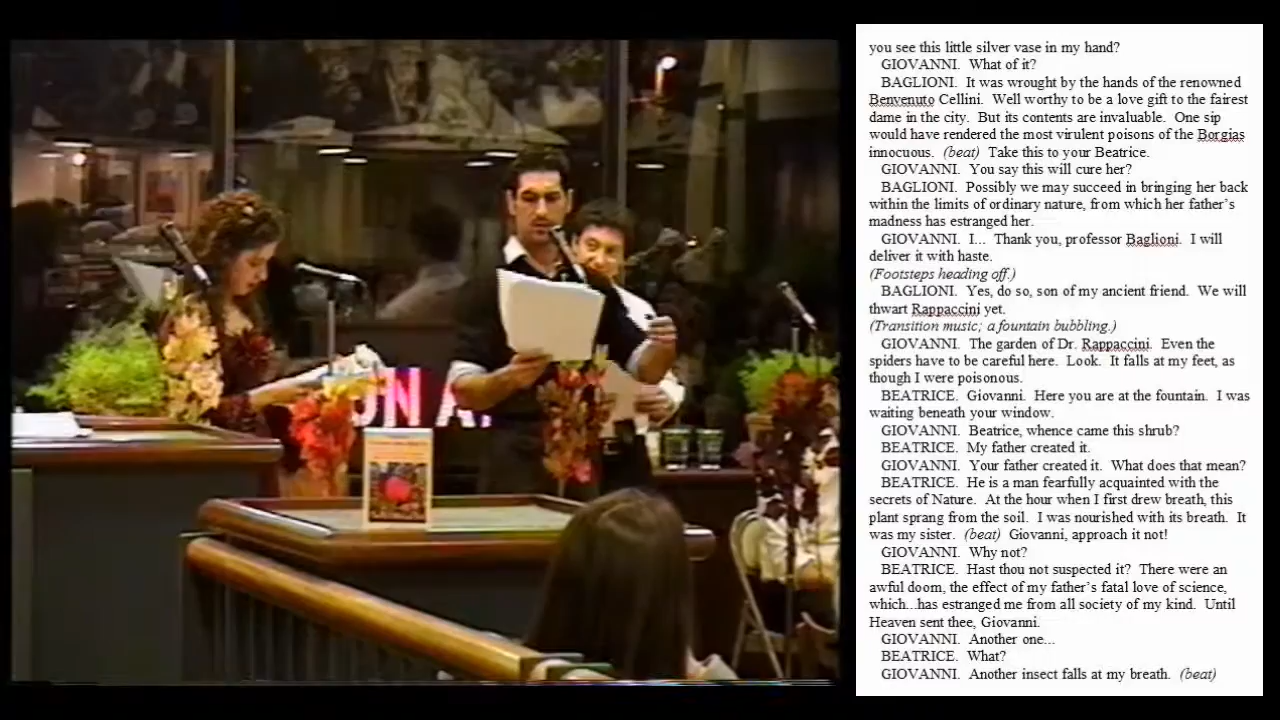 you see this little silver vase in my hand?
GIOVANNI. What of it?
BAGLIONI. It was wrought by the hands of the renowned
Benvenuto Cellini. Well worthy to be a love gift to the fairest
dame in the city. But its contents are invaluable. One sip
would have rendered the most virulent poisons of the Borgias
innocuous. (beat) Take this to your Beatrice.
GIOVANNI. You say this will cure her?
BAGLIONI. Possibly we may succeed in bringing her back
within the limits of ordinary nature, from which her father's
madness has estranged her.
GIOVANNI. I... Thank you, professor Baglioni. I will
deliver it with haste.
(Footsteps heading off.)
BAGLIONI. Yes, do so, son of my ancient friend. We will
thwart Rappaccini yet.
(Transition music; a fountain bubbling.)
GIOVANNI. The garden of Dr. Rappaccini. Even the
spiders have to be careful here. Look. It falls at my feet, as
though I were poisonous.
BEATRICE. Giovanni. Here you are at the fountain. I was
waiting beneath your window.
GIOVANNI. Beatrice, whence came this shrub?
BEATRICE. My father created it.
GIOVANNI. Your father created it. What does that mean?
BEATRICE. He is a man fearfully acquainted with the
secrets of Nature. At the hour when I first drew breath, this
plant sprang from the soil. I was nourished with its breath. It
was my sister. (beat) Giovanni, approach it not!
GIOVANNI. Why not?
BEATRICE. Hast thou not suspected it? There were an
awful doom, the effect of my father's fatal love of science,
which...has estranged me from all society of my kind. Until
Heaven sent thee, Giovanni.
GIOVANNI. Another one...
BEATRICE. What?
GIOVANNI. Another insect falls at my breath. (beat)
ON A